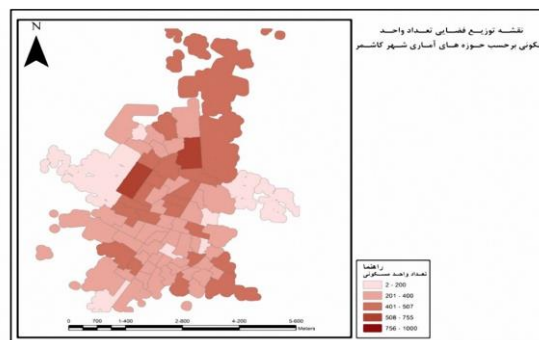 نقشه توزیع فضایی تعداد واحد
سکونی برحسب حوزه های آماری شهر کاشمر
N
راهنما
تعداد واحد مسکونی
2 - 200
201 - 400
401 - 507
508 - 755
756 - 1000
0 700 1,400 2,800 4,200 5,600
Meters